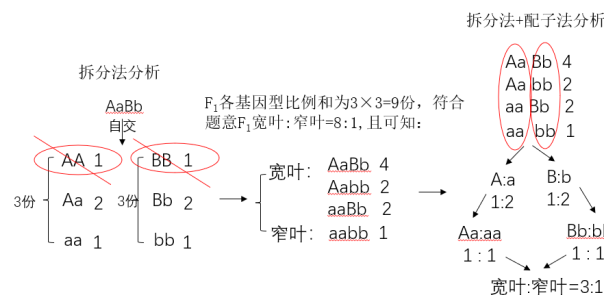 拆分法分析
AaBb
自交
AA 1
BB 1
3份
Aa 2
3份
Bb 2
aa 1
bb 1
F₁各基因型比例和为3×3=9份，符合
题意F₁宽叶:窄叶=8:1,且可知：
宽叶： AaBb 4
Aabb 2
aaBb 2
窄叶： aabb 1
拆分法+配子法分析
Aa Bb 4
Aa bb 2
aa Bb 2
aa bb 1
A:a
1:2
B:b
1:2
Aa:aa
1 : 1
Bb:bb
1 : 1
宽叶:窄叶=3:1